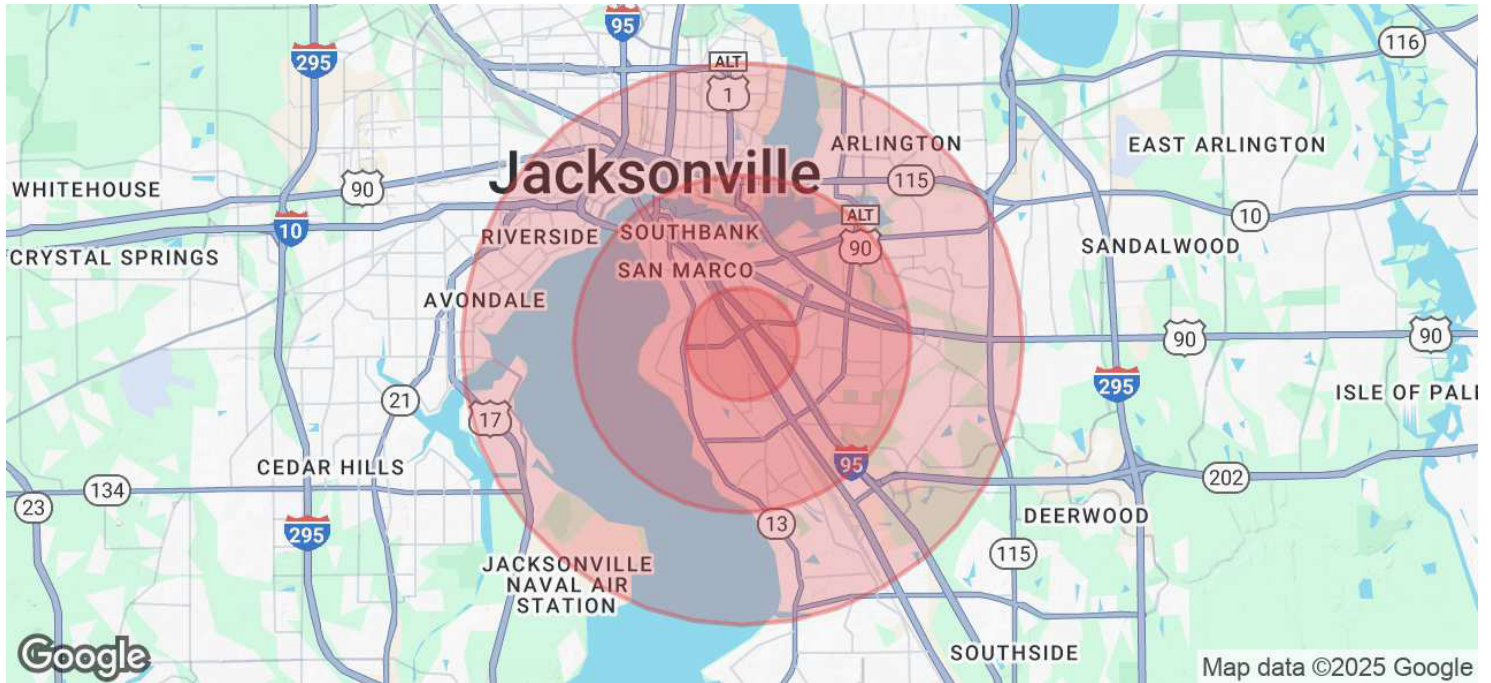 95
295
ALT
1
116
Jacksonville
ARLINGTON
EAST ARLINGTON
WHITEHOUSE
90
115
10
ALT
90
10
RIVERSIDE
SOUTHBANK
SANDALWOOD
CRYSTAL SPRINGS
SAN MARCO
AVONDALE
90
90
295
21
17
ISLE OF PAL
CEDAR HILLS
95
202
134
23
13
DEERWOOD
295
115
JACKSONVILLE
NAVAL AIR
STATION
SOUTHSIDE
Google
Map data ©2025 Google